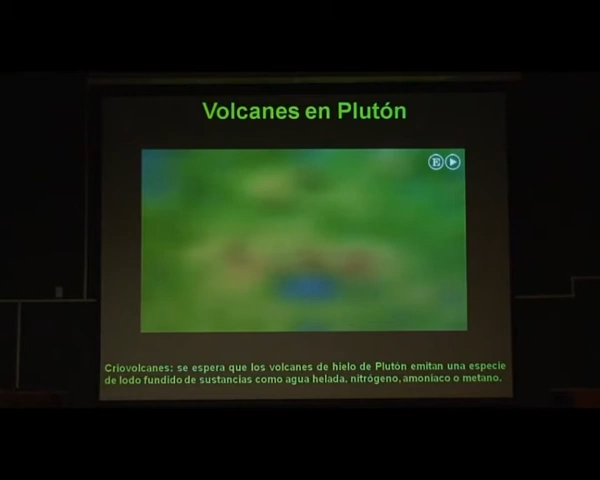 Volcanes en Plutón
E
Criovolcanes: se espera que los volcanes de hielo de Plutón emitan una especie
de lodo fundido de sustancias como agua helada, nitrógeno, amoniaco o metano.